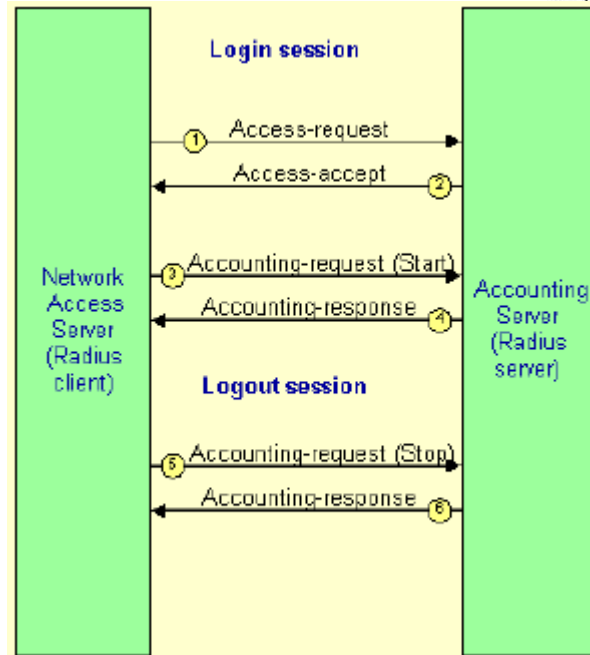 Login session
1 Access-request
Access-accept 2
3 Accounting-request (Start)
Accounting-response 4
Network
Access
Server
(Radius
client)
Accounting
Server
(Radius
server)
Logout session
5 Accounting-request (Stop)
Accounting-response 6